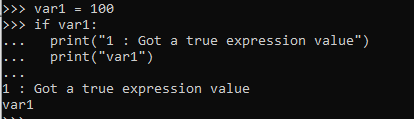 >>> var1 = 100
>>> if var1:
...   print("1 : Got a true expression value")
...   print("var1")
...
1 : Got a true expression value
var1
>>>